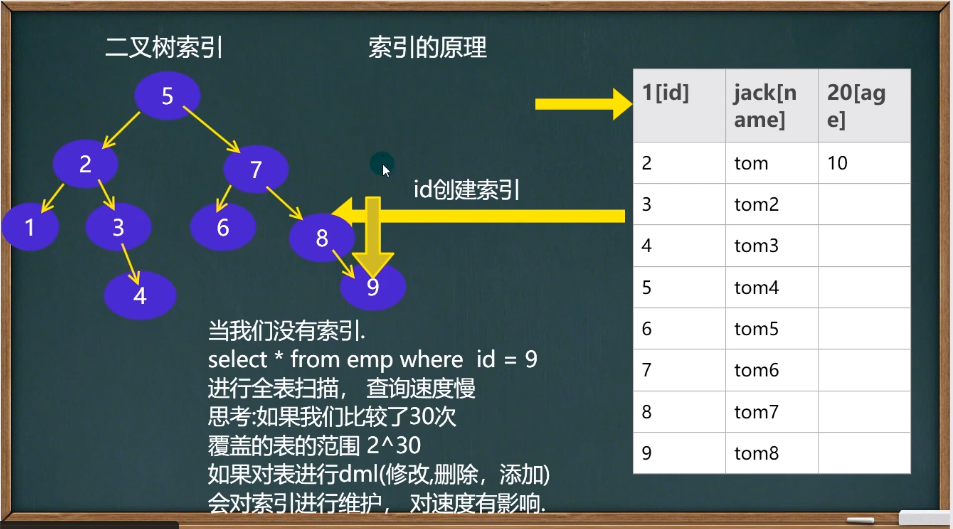 二叉树索引
索引的原理
5
2
7
1
3
6
8
4
9
id创建索引
当我们没有索引.
select * from emp where id = 9
进行全表扫描， 查询速度慢
思考:如果我们比较了30次
覆盖的表的范围 2^30
如果对表进行dml(修改,删除，添加)
会对索引进行维护， 对速度有影响.
1[id] jack[n 20[ag
ame] e]
2 tom 10
3 tom2
4 tom3
5 tom4
6 tom5
7 tom6
8 tom7
9 tom8